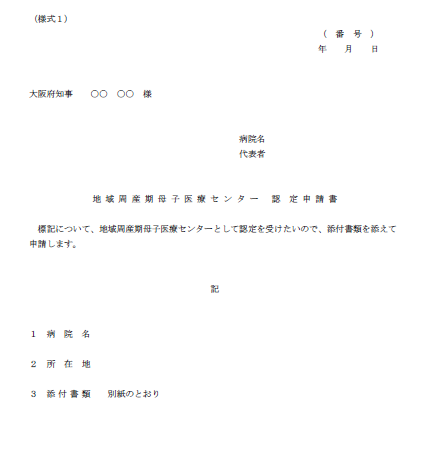 （様式１）
（　番　号　）
年　　月　　日
大阪府知事　　○○　○○　様
病院名
代表者
地 域 周 産 期 母 子 医 療 セ ン タ ー　認　定 申 請 書
標記について、地域周産期母子医療センターとして認定を受けたいので、添付書類を添えて
申請します。
記
１　病　院　名
２　所　在　地
３　添 付 書 類　　別紙のとおり